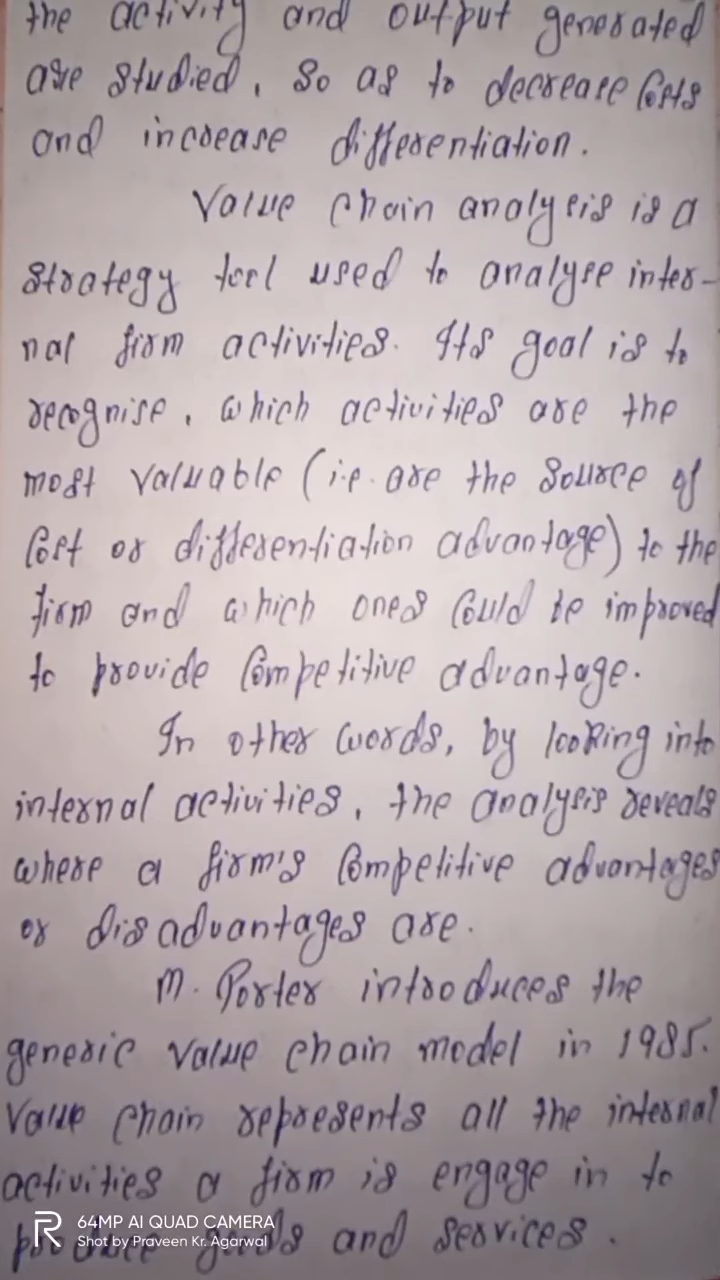 the activity and output generated
are studied, so as to decrease Costs
and increase differentiation.
Value Chain analysis is a
strategy tool used to analyse inter-
nal firm activities. Its goal is to
recognise, which activities are the
most valuable (i.e. are the source of
Cost or differentiation advantage) to the
firm and which ones Could be improved
to provide Competitive advantage.
In other words, by looking into
internal activities, the analysis reveals
where a firm's Competitive advantages
or disadvantages are.
M. Porter introduces the
generic value chain model in 1985.
Value Chain represents all the internal
activities a firm is engage in to
produce goods and services.
R 64MP AI QUAD CAMERA
Shot by Praveen Kr. Agarwal